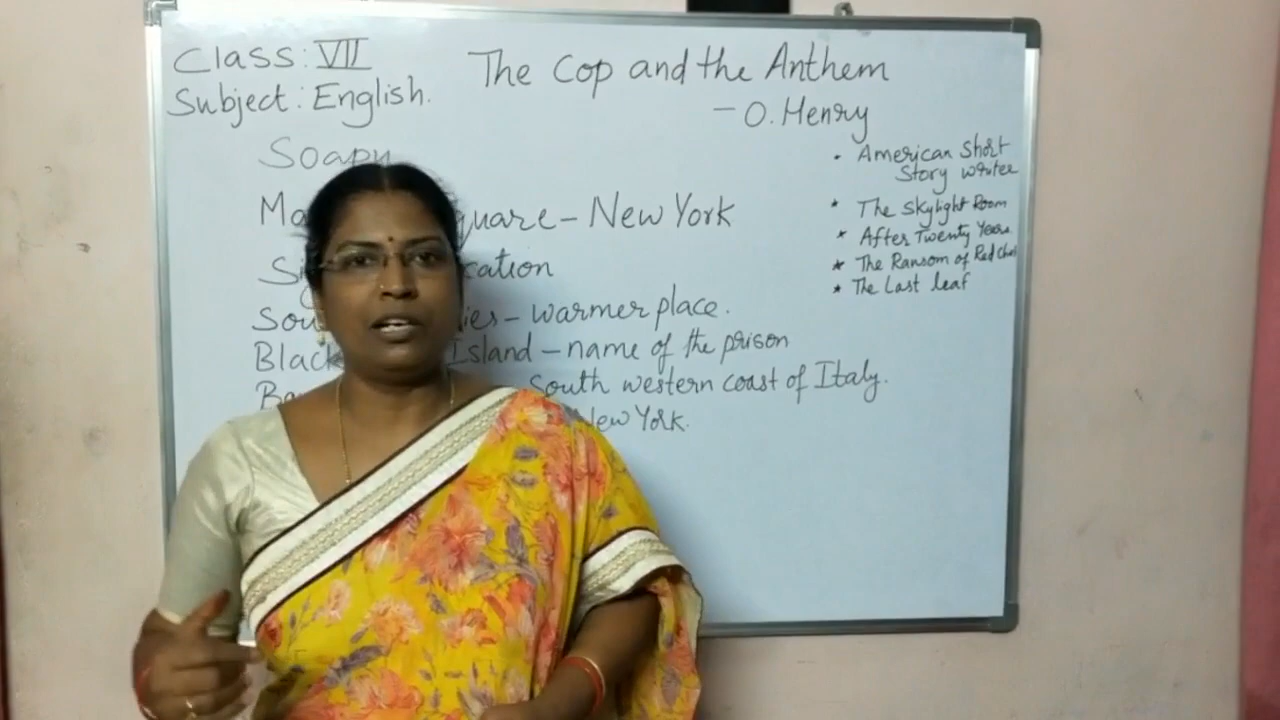 Class: VII
Subject: English.
The Cop and the Anthem
- O. Henry
Soapy
quare - New York
cation
ies - warmer place.
Black Island - name of the prison
South western coast of Italy.
New York.
• American Short
Story writer
* The Skylight Room
* After Twenty Years
* The Ransom of Red Chief
* The Last leaf